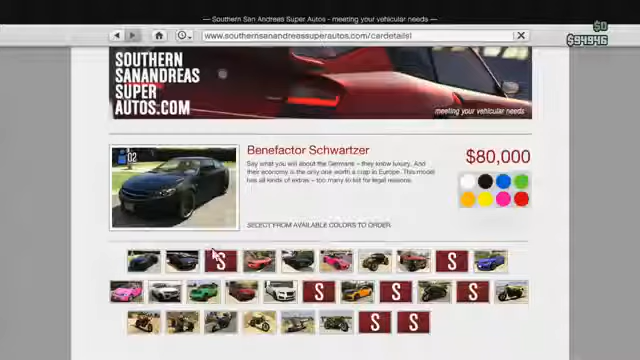 — Southern San Andreas Super Autos - meeting your vehicular needs —
$0
$94946
www.southernsanandreassuperautos.com/cardetails1
SOUTHERN
SANANDREAS
SUPER
AUTOS.COM
meeting your vehicular needs
02
Benefactor Schwartzer
$80,000
Say what you will about the Germans – they know luxury. And
their economy is the only one worth a crap in Europe. This model
has all kinds of extras – too many to list for legal reasons.
SELECT FROM AVAILABLE COLORS TO ORDER.
S
S
S
S
S
S
S